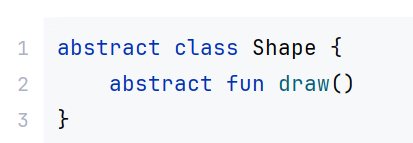 1 abstract class Shape {
2     abstract fun draw()
3 }